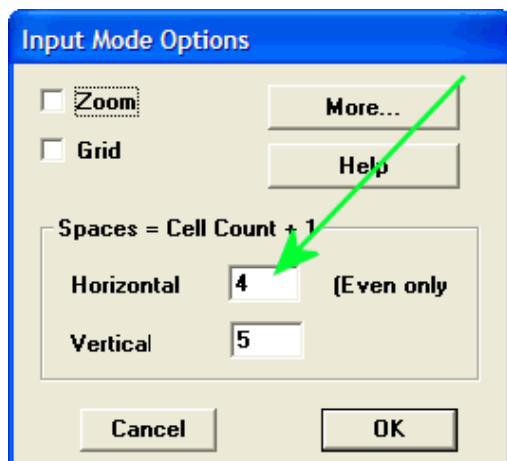 Input Mode Options
Zoom
More...
Grid
Help
Spaces = Cell Count + 1
Horizontal 4 (Even only
Vertical 5
Cancel OK